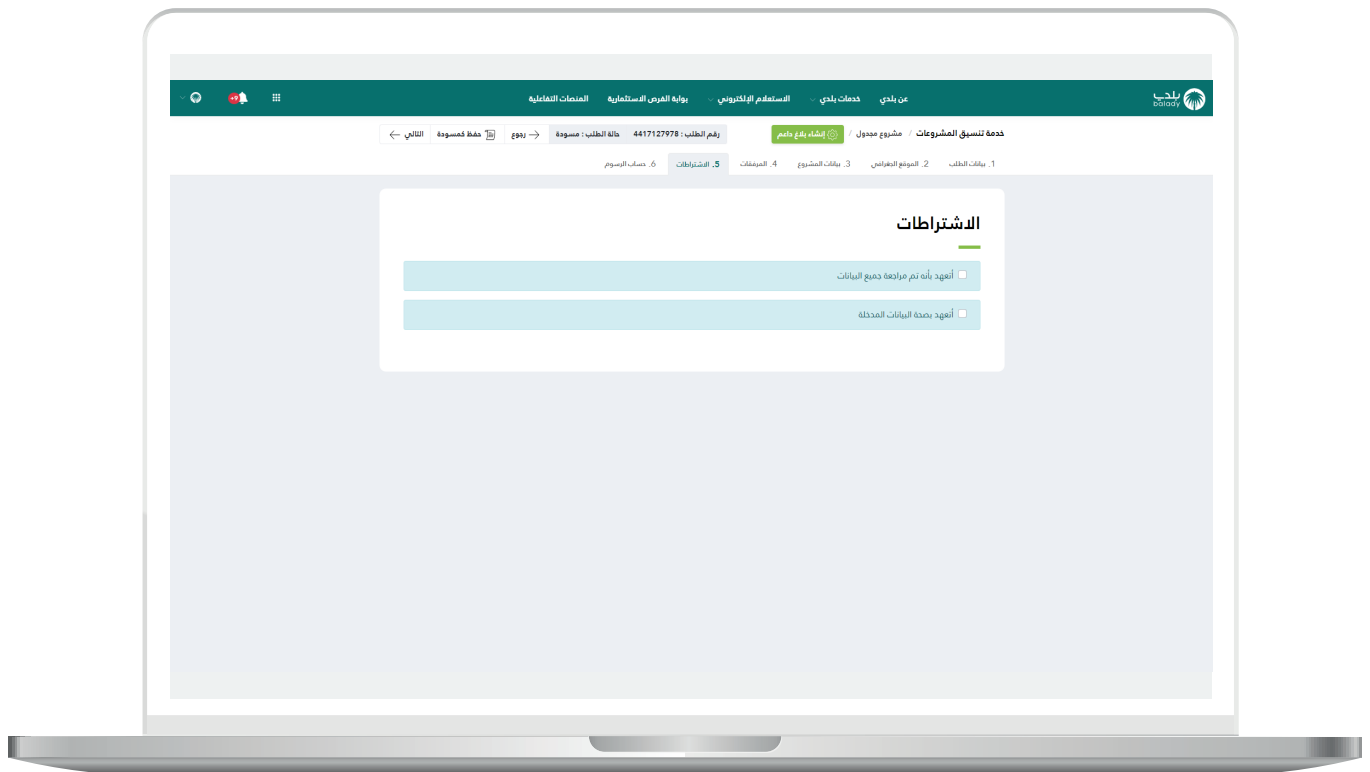 بلدي
balady
عن بلدي خدمات بلدي الاستعلام الإلكتروني بوابة الفرص الاستثمارية المنصات التفاعلية
+9
خدمة تنسيق المشروعات / مشروع مجدول / إنشاء بلاغ داعم رقم الطلب : 4417127978 حالة الطلب : مسودة رجوع حفظ كمسودة التالي
1. بيانات الطلب 2. الموقع الجغرافي 3. بيانات المشروع 4. المرفقات 5. الاشتراطات 6. حساب الرسوم
الاشتراطات
أتعهد بأنه تم مراجعة جميع البيانات
أتعهد بصحة البيانات المدخلة